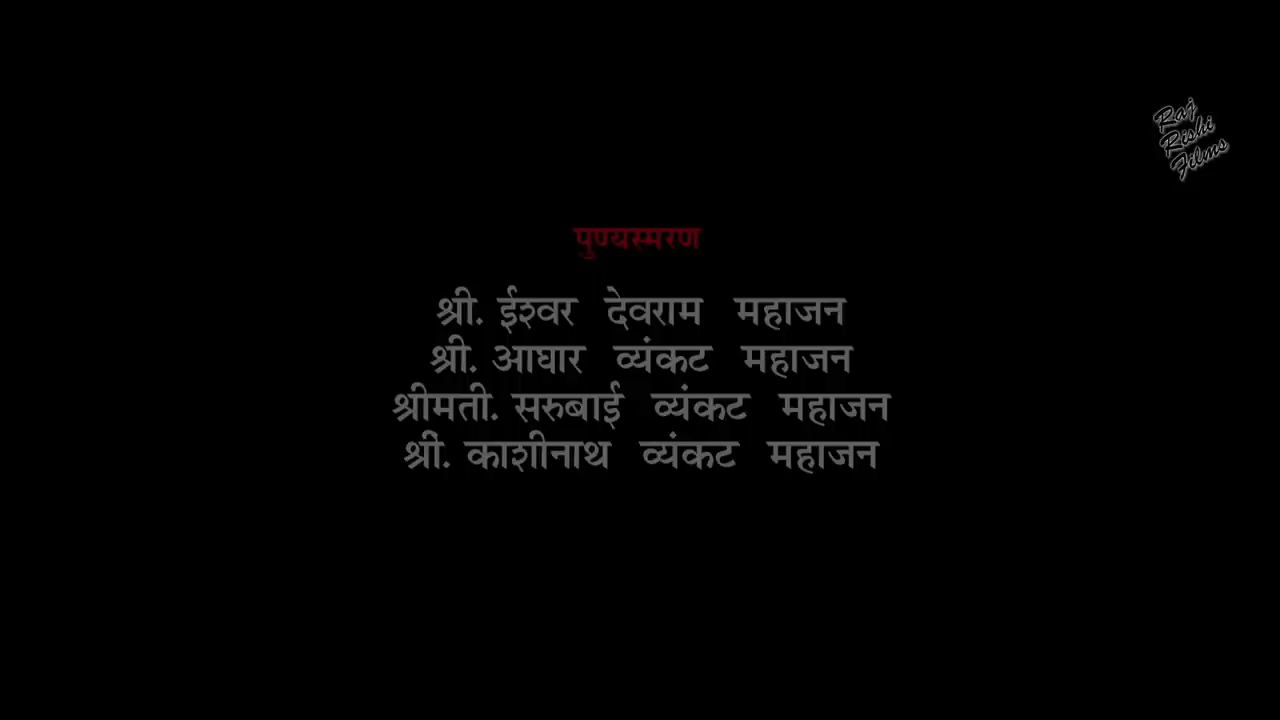 Raj
Rishi
Films
पुण्यस्मरण
श्री. ईश्वर देवराम महाजन
श्री. आघार व्यंकट महाजन
श्रीमती. सरुबाई व्यंकट महाजन
श्री. काशीनाथ व्यंकट महाजन